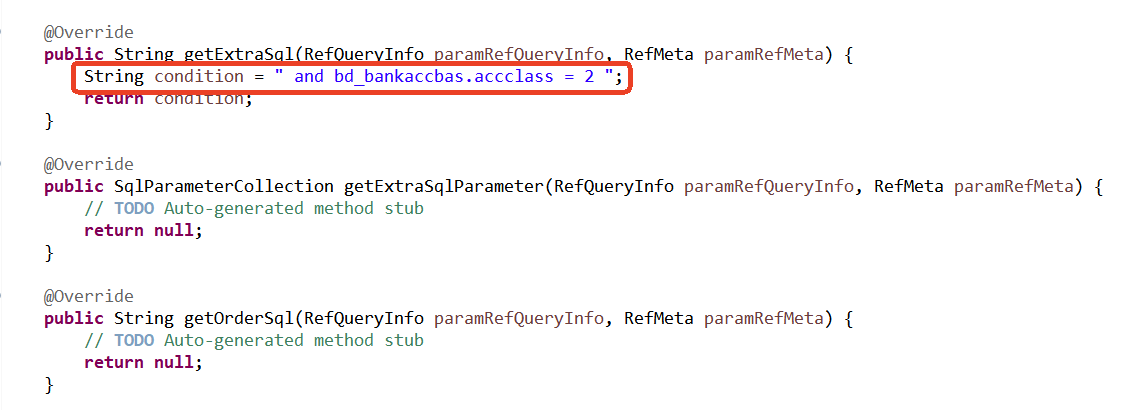 @Override
public String getExtraSql(RefQueryInfo paramRefQueryInfo, RefMeta paramRefMeta) {
String condition = " and bd_bankaccbas.accclass = 2 ";
return condition;
}
@Override
public SqlParameterCollection getExtraSqlParameter(RefQueryInfo paramRefQueryInfo, RefMeta paramRefMeta) {
// TODO Auto-generated method stub
return null;
}
@Override
public String getOrderSql(RefQueryInfo paramRefQueryInfo, RefMeta paramRefMeta) {
// TODO Auto-generated method stub
return null;
}